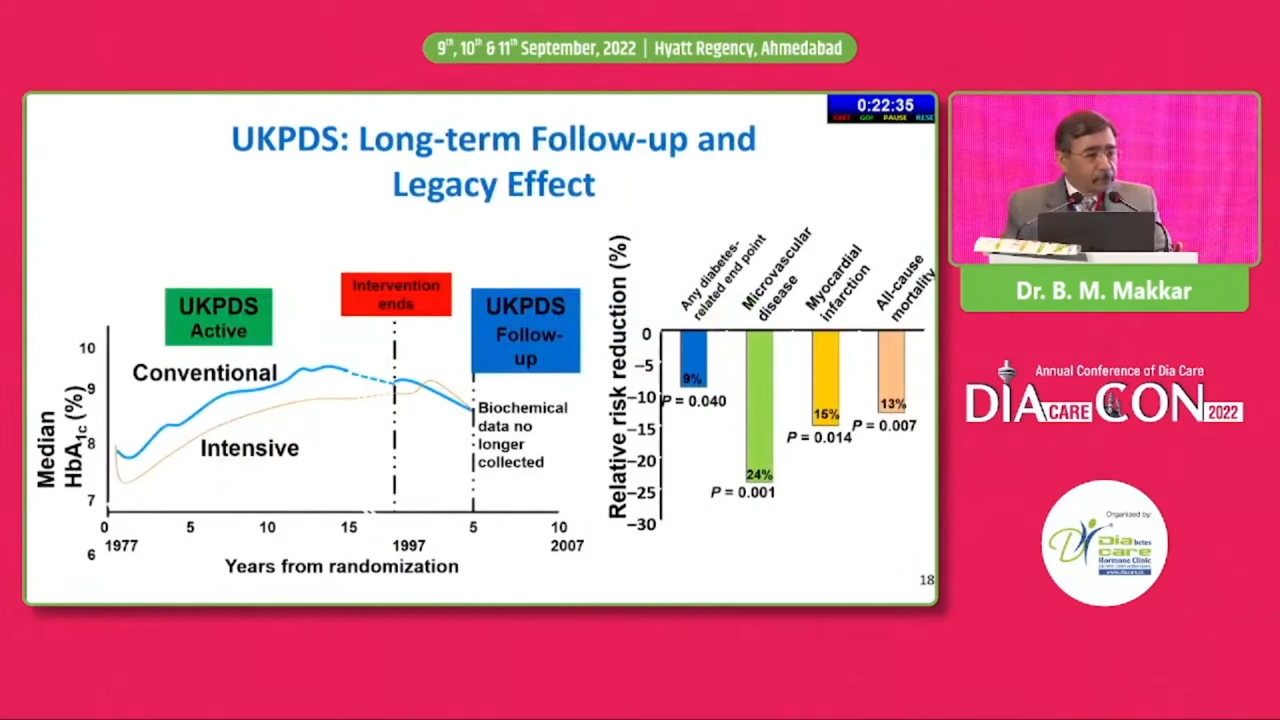 9th, 10th & 11th September, 2022 | Hyatt Regency, Ahmedabad
0:22:35
GO! PAUSE
UKPDS: Long-term Follow-up and
Legacy Effect
UKPDS
Active
Intervention
ends
UKPDS
Follow-
up
Conventional
Intensive
Biochemical
data no
longer
collected
Median
HbA1c (%)
10
9
8
7
6
0
5
10
15
5
10
1977
1997
2007
Years from randomization
Relative risk reduction (%)
Any diabetes-
related end point
Microvascular
disease
Myocardial
infarction
All-cause
mortality
0
–5
–10
–15
–20
–25
–30
9%
P = 0.040
24%
P = 0.001
15%
P = 0.014
13%
P = 0.007
18
Dr. B. M. Makkar
Annual Conference of Dia Care
DIA CARE CON 2022
Organized by:
Diabetes
care
Hormone Clinic